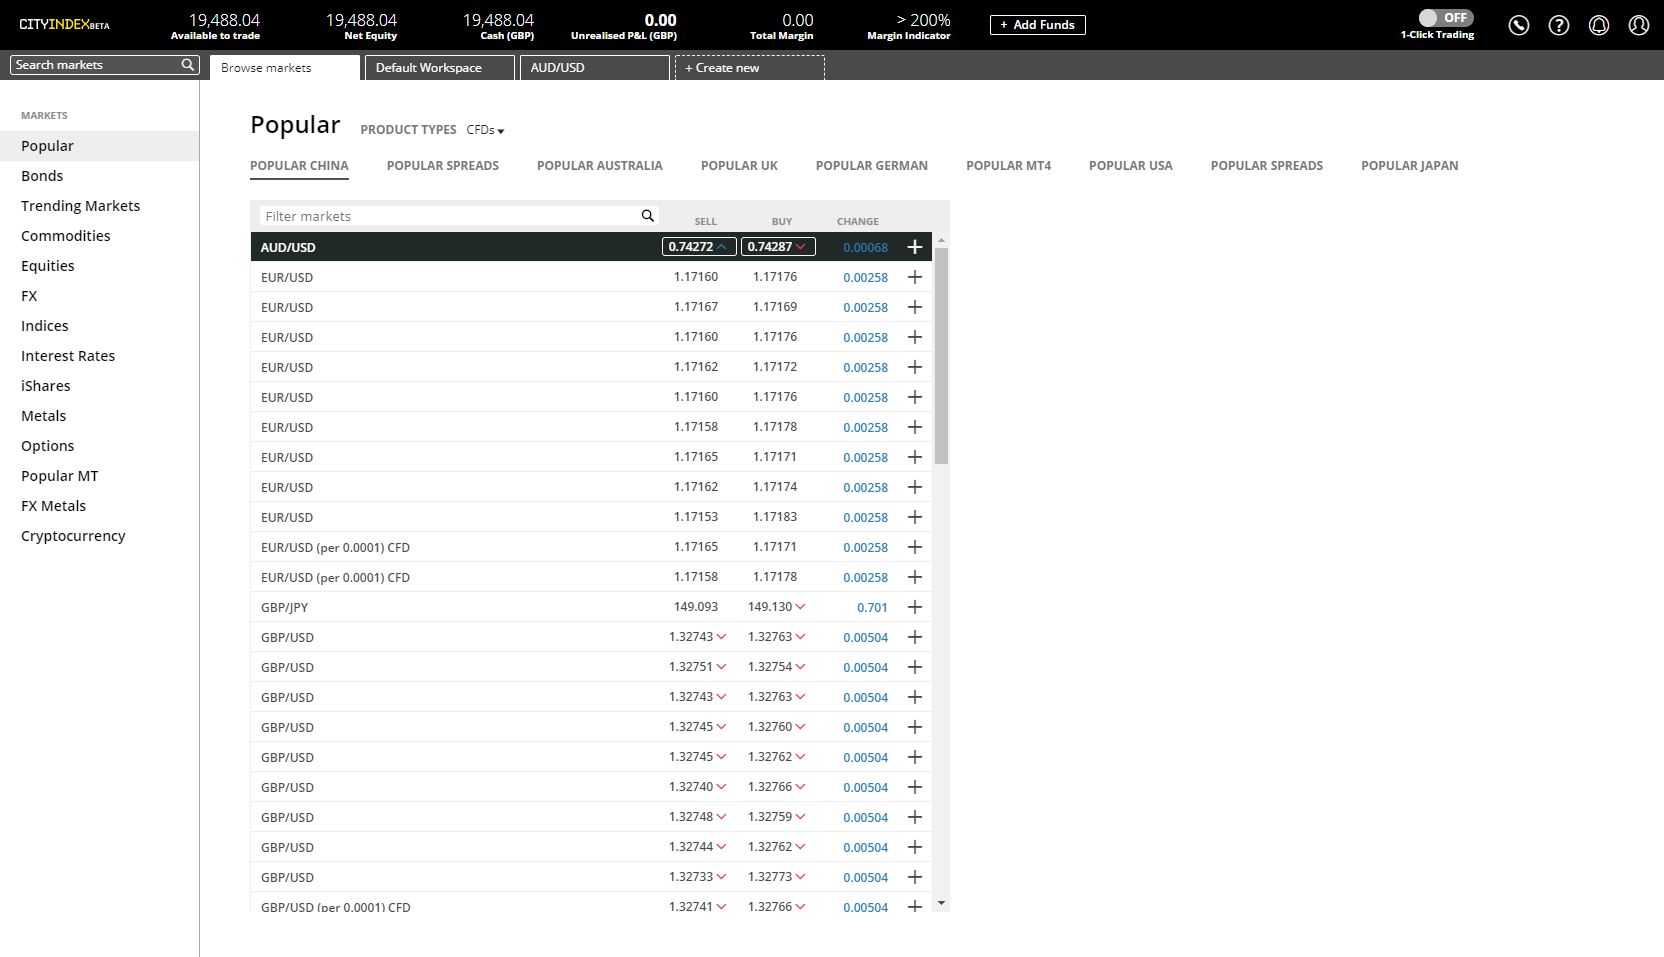 CITYINDEXBETA
19,488.04 19,488.04 19,488.04 0.00 0.00 > 200%
Available to trade Net Equity Cash (GBP) Unrealised P&L (GBP) Total Margin Margin Indicator
+ Add Funds
OFF
1-Click Trading
Search markets
Browse markets Default Workspace AUD/USD + Create new
MARKETS
Popular
Bonds
Trending Markets
Commodities
Equities
FX
Indices
Interest Rates
iShares
Metals
Options
Popular MT
FX Metals
Cryptocurrency
Popular PRODUCT TYPES CFDs
POPULAR CHINA POPULAR SPREADS POPULAR AUSTRALIA POPULAR UK POPULAR GERMAN POPULAR MT4 POPULAR USA POPULAR SPREADS POPULAR JAPAN
Filter markets SELL BUY CHANGE
AUD/USD 0.74272 0.74287 0.00068
EUR/USD 1.17160 1.17176 0.00258
EUR/USD 1.17167 1.17169 0.00258
EUR/USD 1.17160 1.17176 0.00258
EUR/USD 1.17162 1.17172 0.00258
EUR/USD 1.17160 1.17176 0.00258
EUR/USD 1.17158 1.17178 0.00258
EUR/USD 1.17165 1.17171 0.00258
EUR/USD 1.17162 1.17174 0.00258
EUR/USD 1.17153 1.17183 0.00258
EUR/USD (per 0.0001) CFD 1.17165 1.17171 0.00258
EUR/USD (per 0.0001) CFD 1.17158 1.17178 0.00258
GBP/JPY 149.093 149.130 0.701
GBP/USD 1.32743 1.32763 0.00504
GBP/USD 1.32751 1.32754 0.00504
GBP/USD 1.32743 1.32763 0.00504
GBP/USD 1.32745 1.32760 0.00504
GBP/USD 1.32745 1.32762 0.00504
GBP/USD 1.32740 1.32766 0.00504
GBP/USD 1.32748 1.32759 0.00504
GBP/USD 1.32744 1.32762 0.00504
GBP/USD 1.32733 1.32773 0.00504
GBP/USD (per 0.0001) CFD 1.32741 1.32766 0.00504